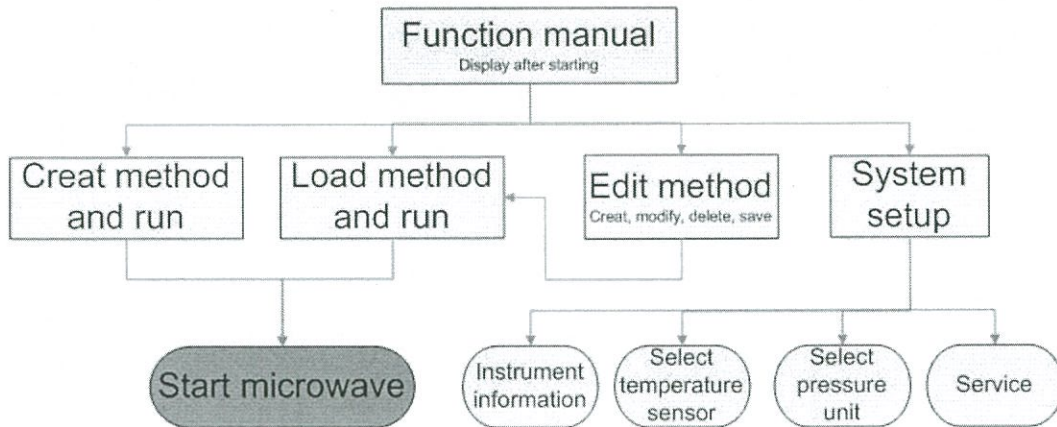 Function manual
Display after starting
Creat method
and run
Load method
and run
Edit method
Creat, modify, delete, save
System
setup
Start microwave
Instrument
information
Select
temperature
sensor
Select
pressure
unit
Service